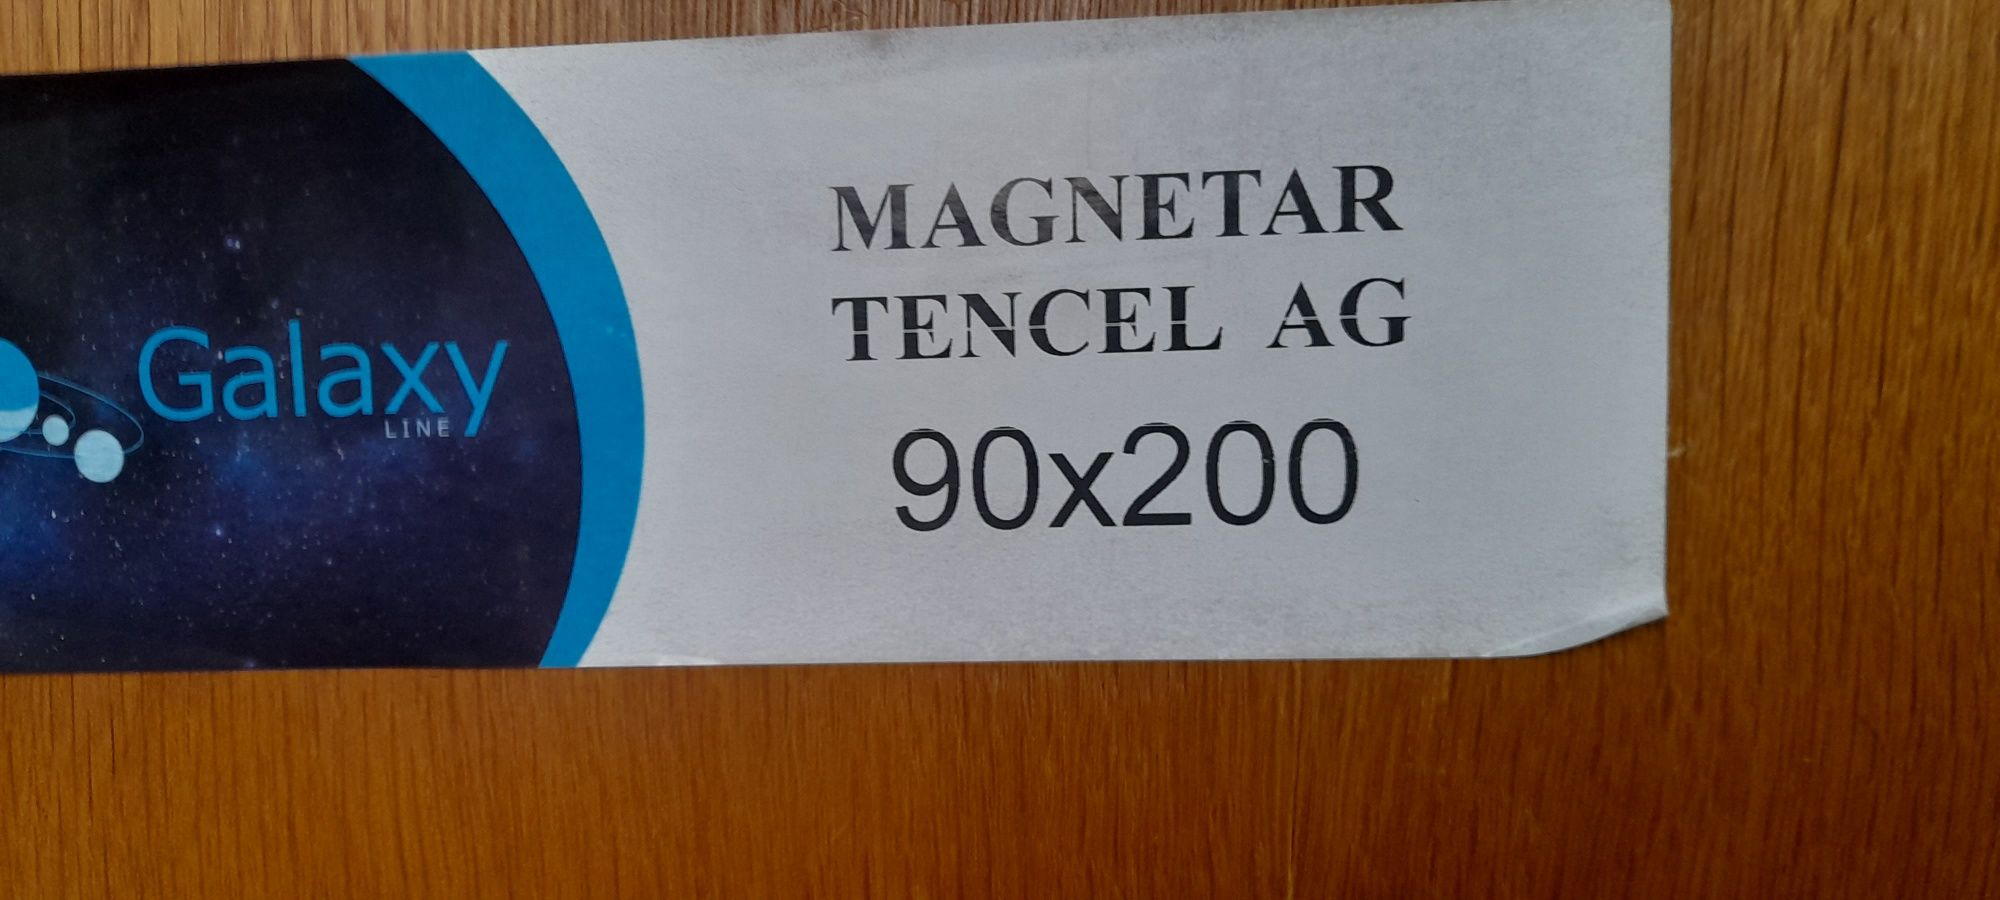 Galaxy
LINE
MAGNETAR
TENCEL AG
90x200